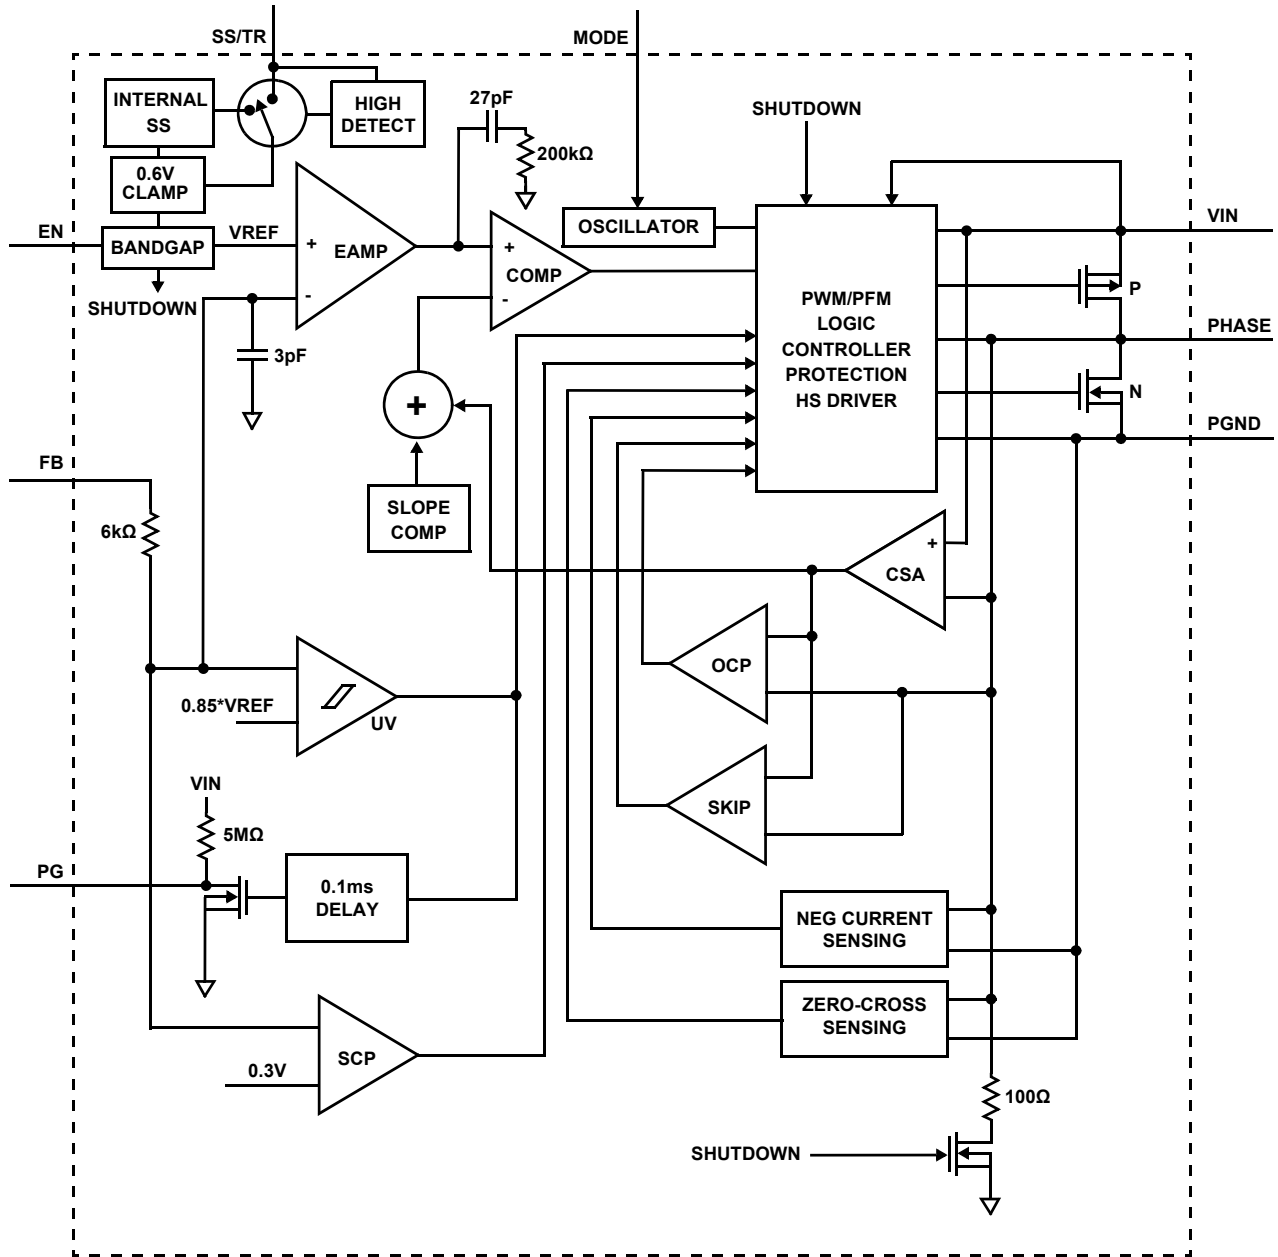 SS/TR
MODE
INTERNAL
SS
HIGH
DETECT
27pF
200kΩ
SHUTDOWN
0.6V
CLAMP
EN
BANDGAP
VREF
+
-
EAMP
+
-
COMP
OSCILLATOR
VIN
SHUTDOWN
3pF
PWM/PFM
LOGIC
CONTROLLER
PROTECTION
HS DRIVER
P
PHASE
N
PGND
+
FB
6kΩ
SLOPE
COMP
+
CSA
OCP
0.85*VREF
UV
SKIP
VIN
5MΩ
PG
0.1ms
DELAY
NEG CURRENT
SENSING
ZERO-CROSS
SENSING
SCP
0.3V
100Ω
SHUTDOWN